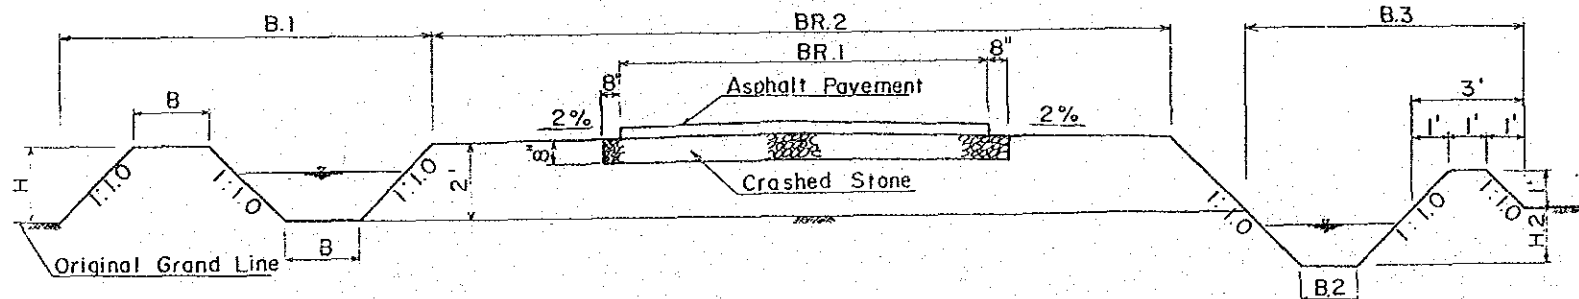 B.1
BR.2
B.3
BR.1
8"
8"
Asphalt Pavement
3'
B
2%
2%
1'
1'
1'
H
1:1.0
1:1.0
1:1.0
2'
8"
Crashed Stone
1:1.0
1:1.0
1:1.0
1'
H2
B
Original Grand Line
B.2